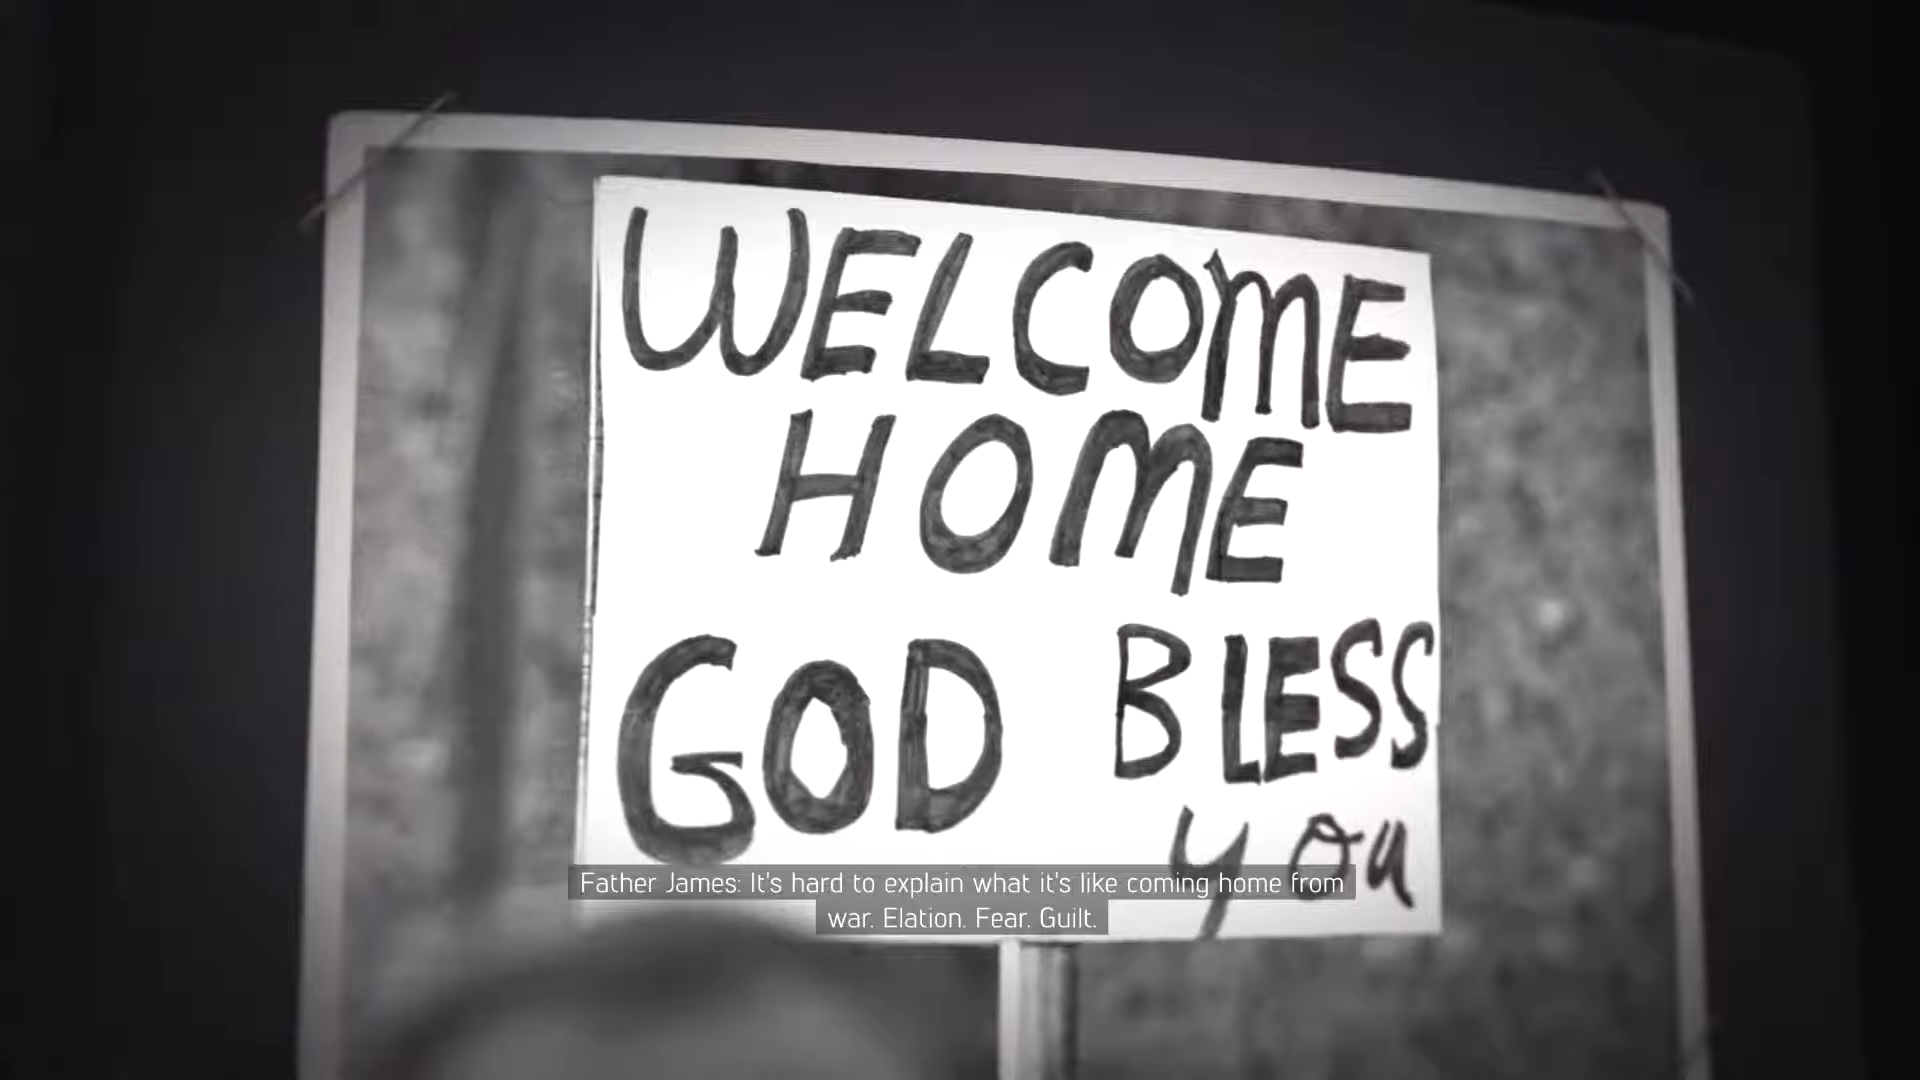 WELCOME
HOME
GOD BLESS
you
Father James: It's hard to explain what it's like coming home from
war. Elation. Fear. Guilt.